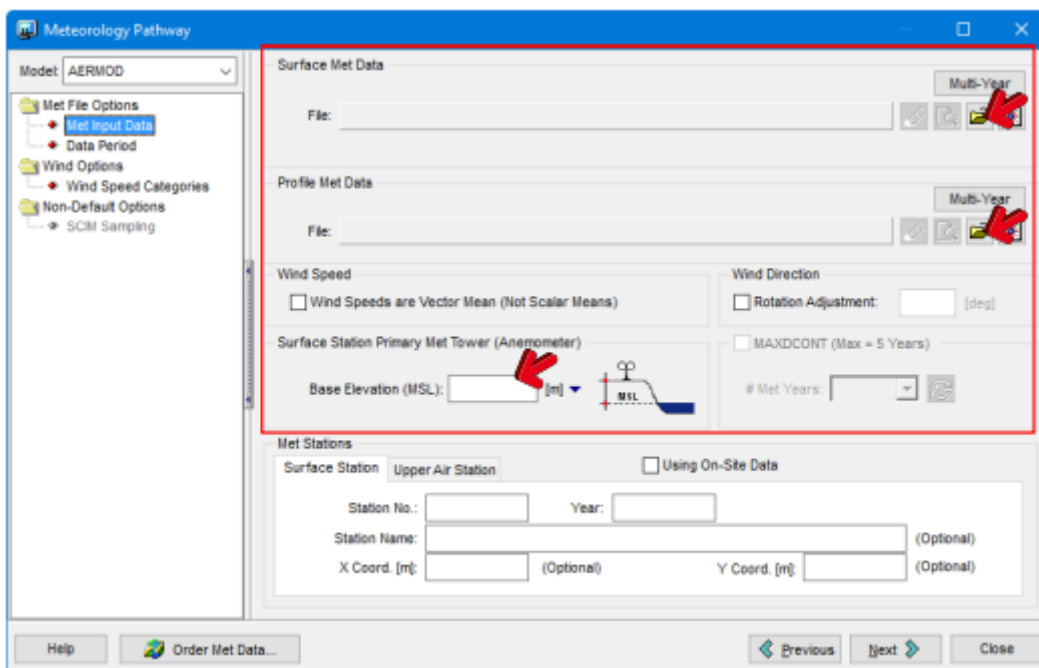 Meteorology Pathway
Model: AERMOD
Met File Options
Met Input Data
Data Period
Wind Options
Wind Speed Categories
Non-Default Options
SCIM Sampling
Surface Met Data
Multi-Year
File:
Profile Met Data
Multi-Year
File:
Wind Speed
Wind Speeds are Vector Mean (Not Scalar Means)
Wind Direction
Rotation Adjustment: [deg]
Surface Station Primary Met Tower (Anemometer)
Base Elevation (MSL): [m]
MSL
MAXDCONT (Max = 5 Years)
# Met Years:
Met Stations
Surface Station Upper Air Station Using On-Site Data
Station No.: Year:
Station Name: (Optional)
X Coord. [m]: (Optional) Y Coord. [m]: (Optional)
Help Order Met Data... Previous Next Close